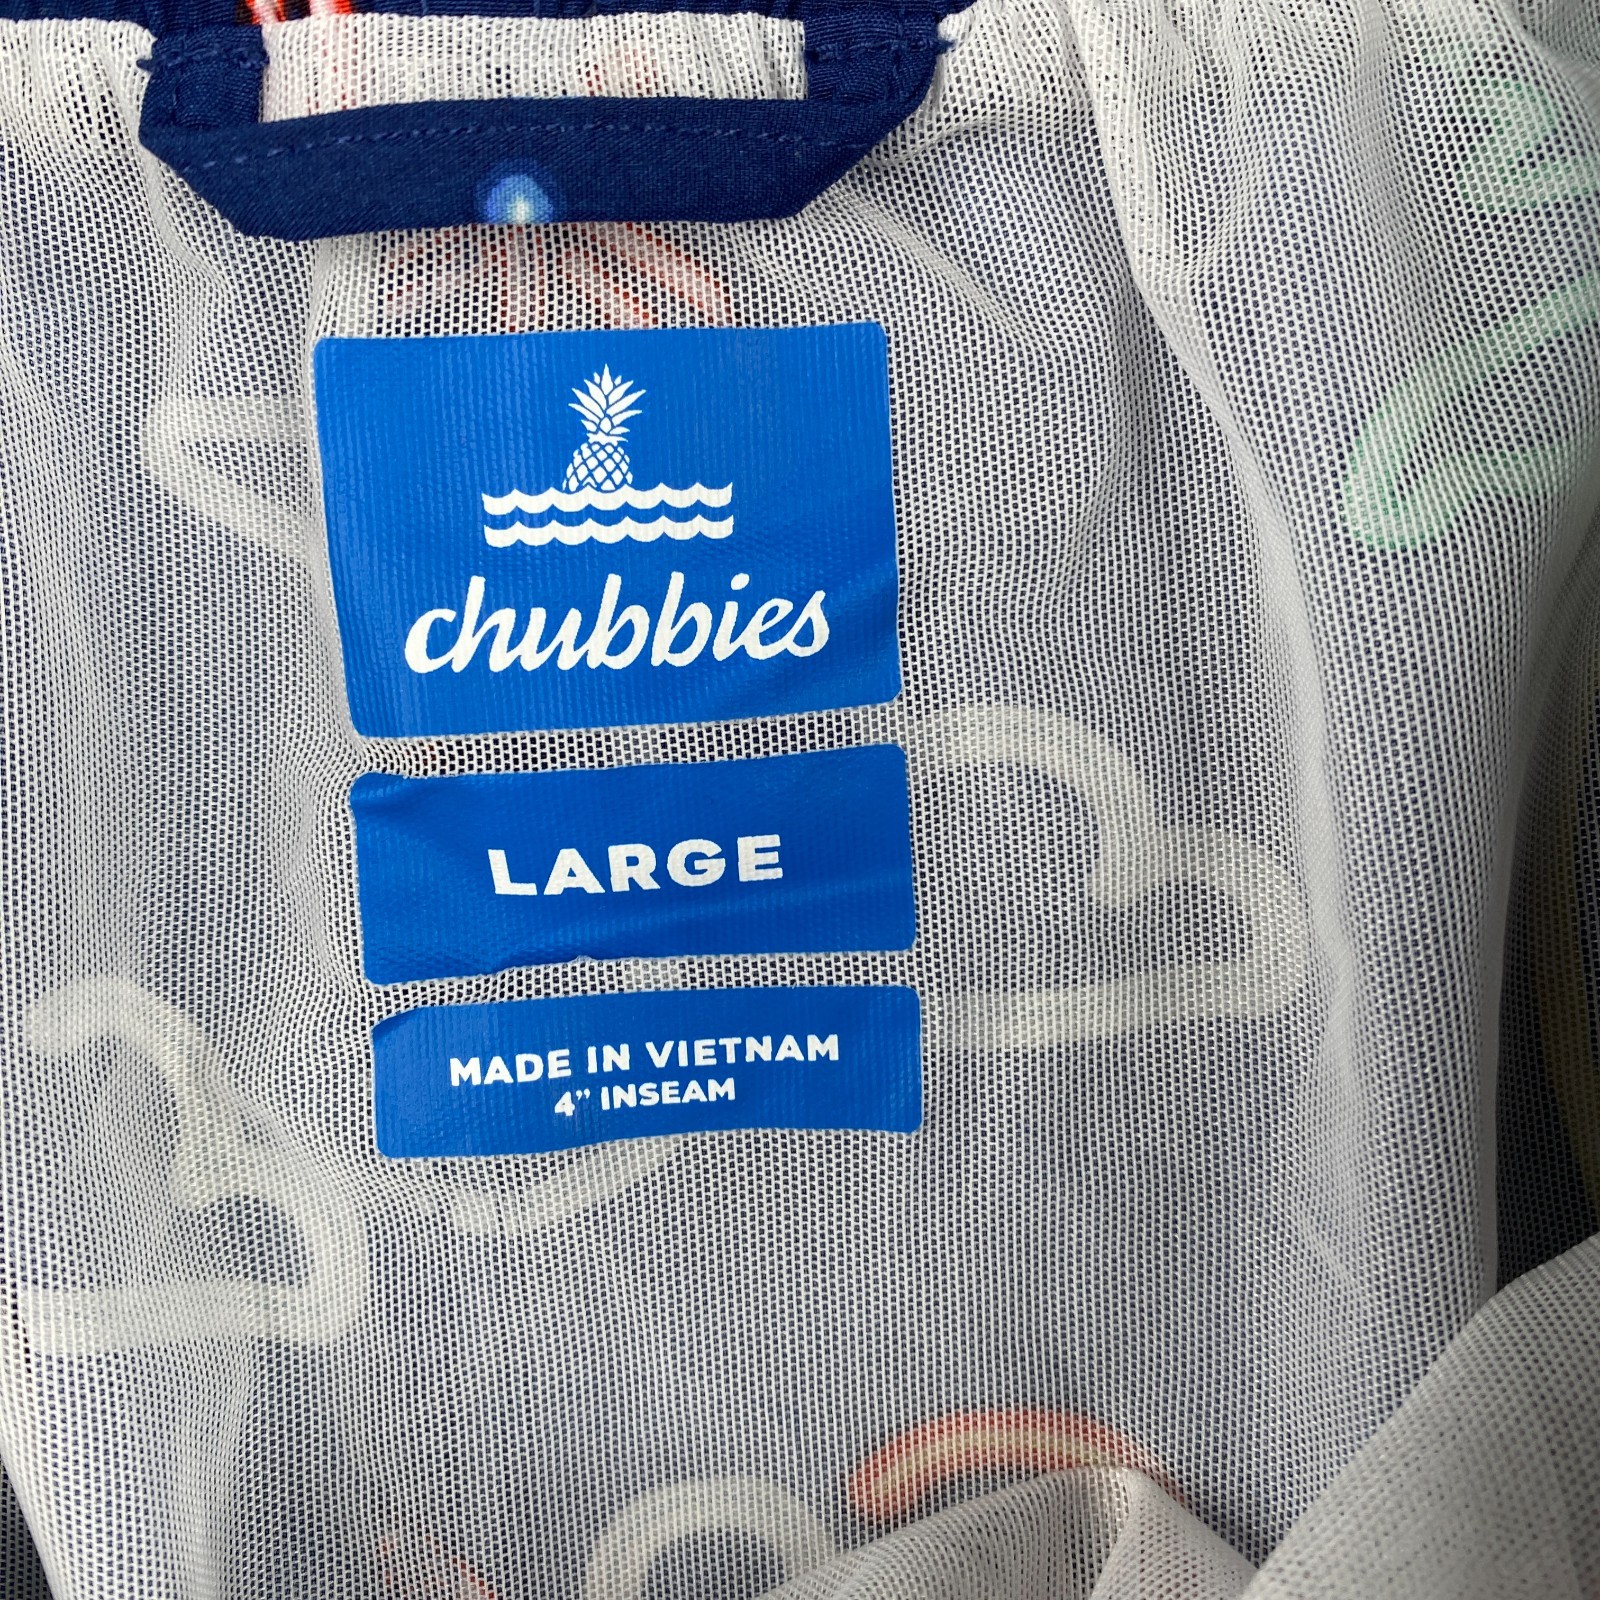 chubbies
LARGE
MADE IN VIETNAM
4” INSEAM